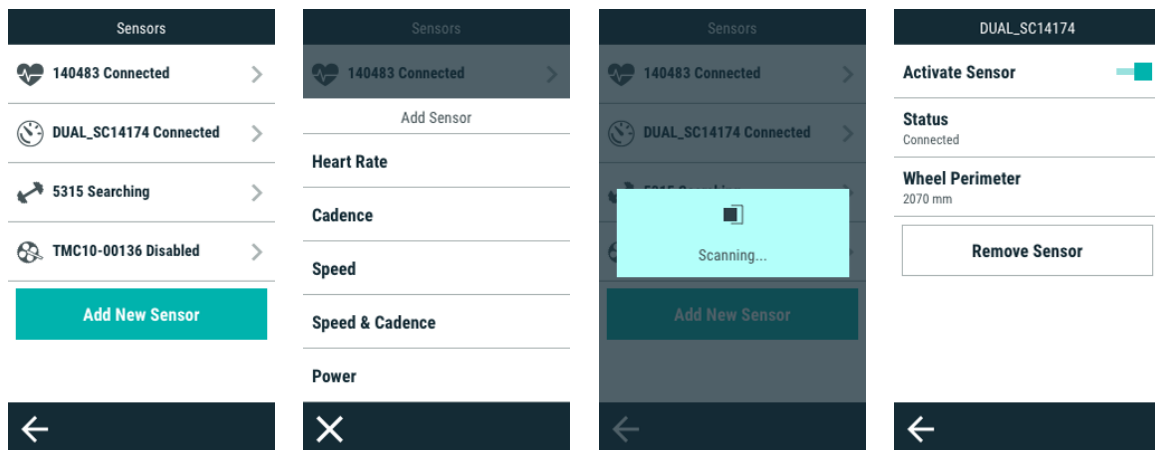 Sensors
140483 Connected
DUAL_SC14174 Connected
5315 Searching
TMC10-00136 Disabled
Add New Sensor
Sensors
140483 Connected
Add Sensor
Heart Rate
Cadence
Speed
Speed & Cadence
Power
Sensors
140483 Connected
DUAL_SC14174 Connected
Scanning...
Add New Sensor
DUAL_SC14174
Activate Sensor
Status
Connected
Wheel Perimeter
2070 mm
Remove Sensor